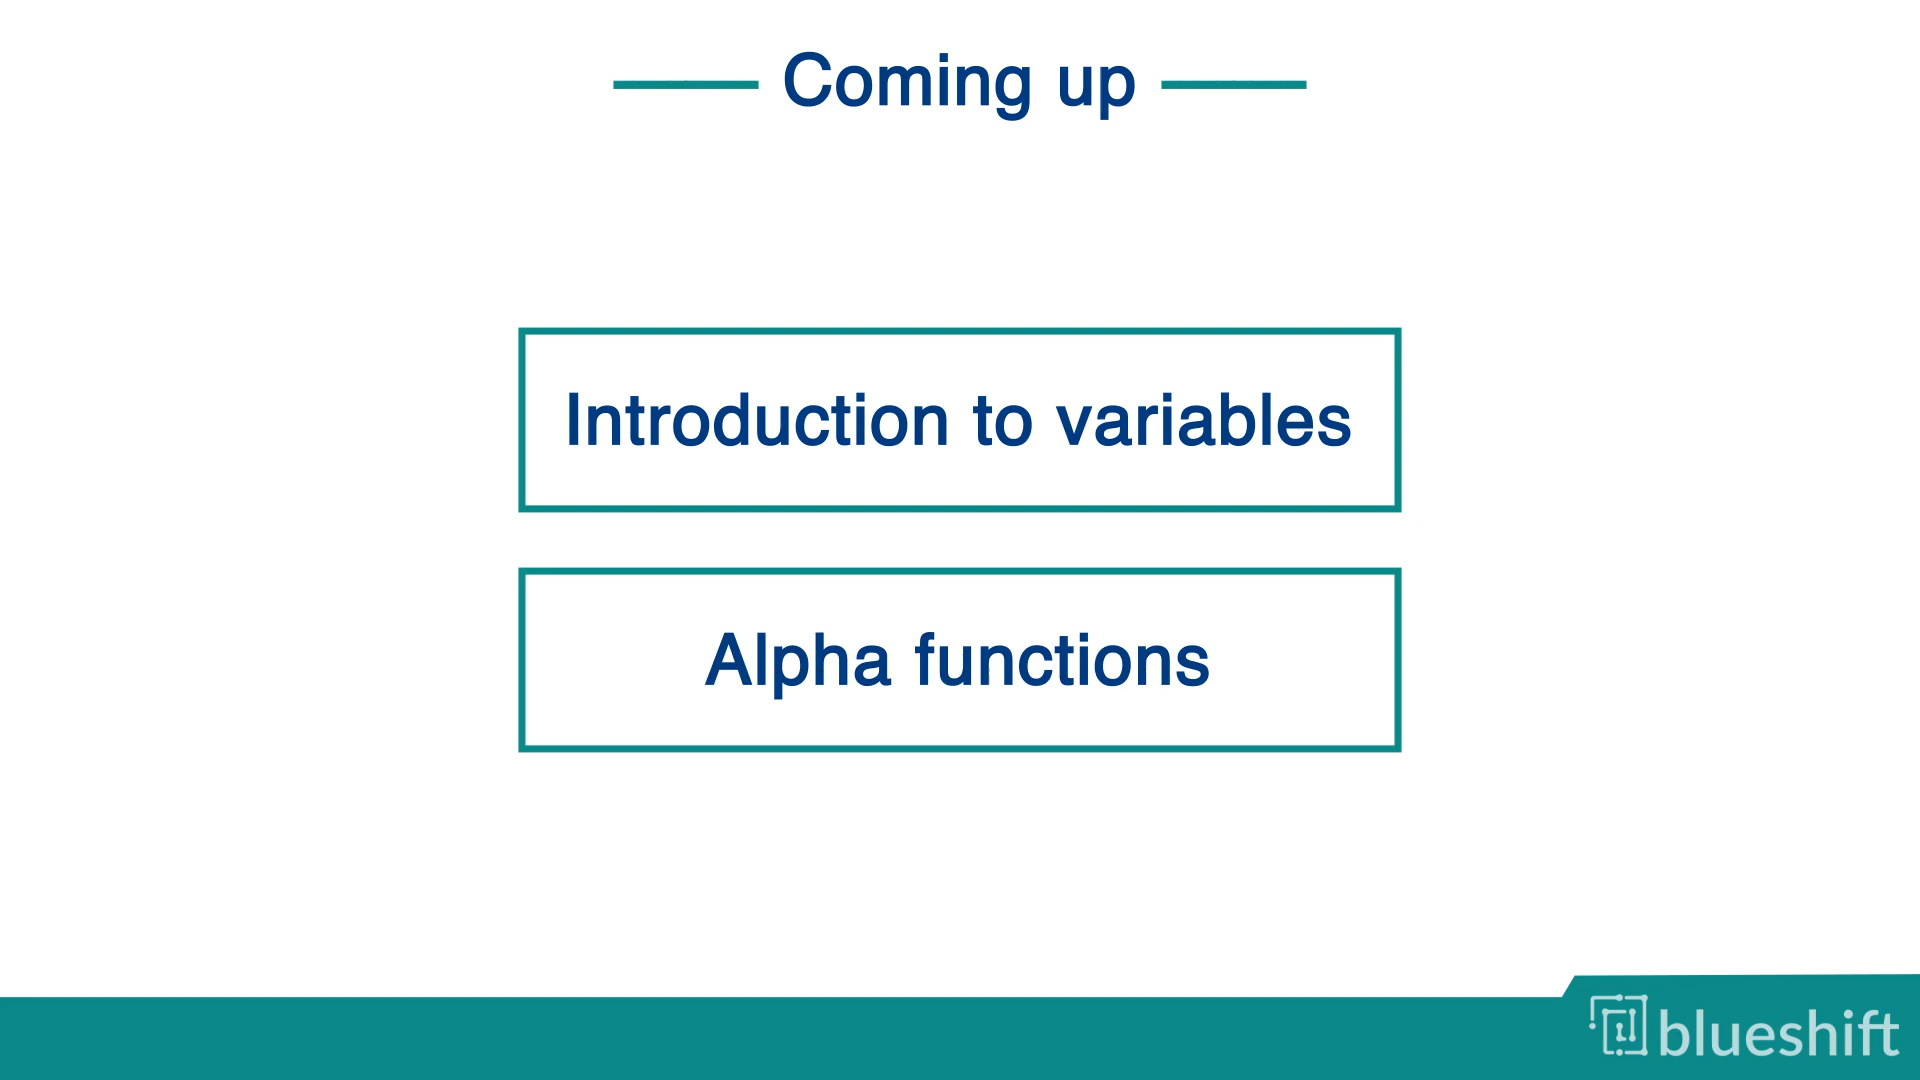 Coming up
Introduction to variables
Alpha functions
blueshift